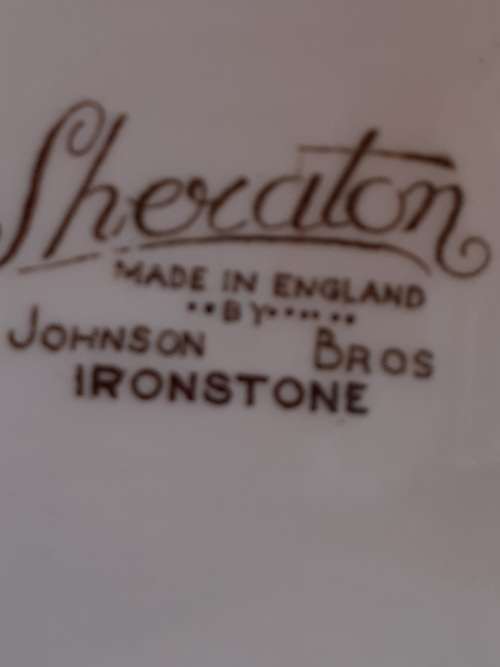 Sheraton
MADE IN ENGLAND
··BY·····
JOHNSON BROS
IRONSTONE